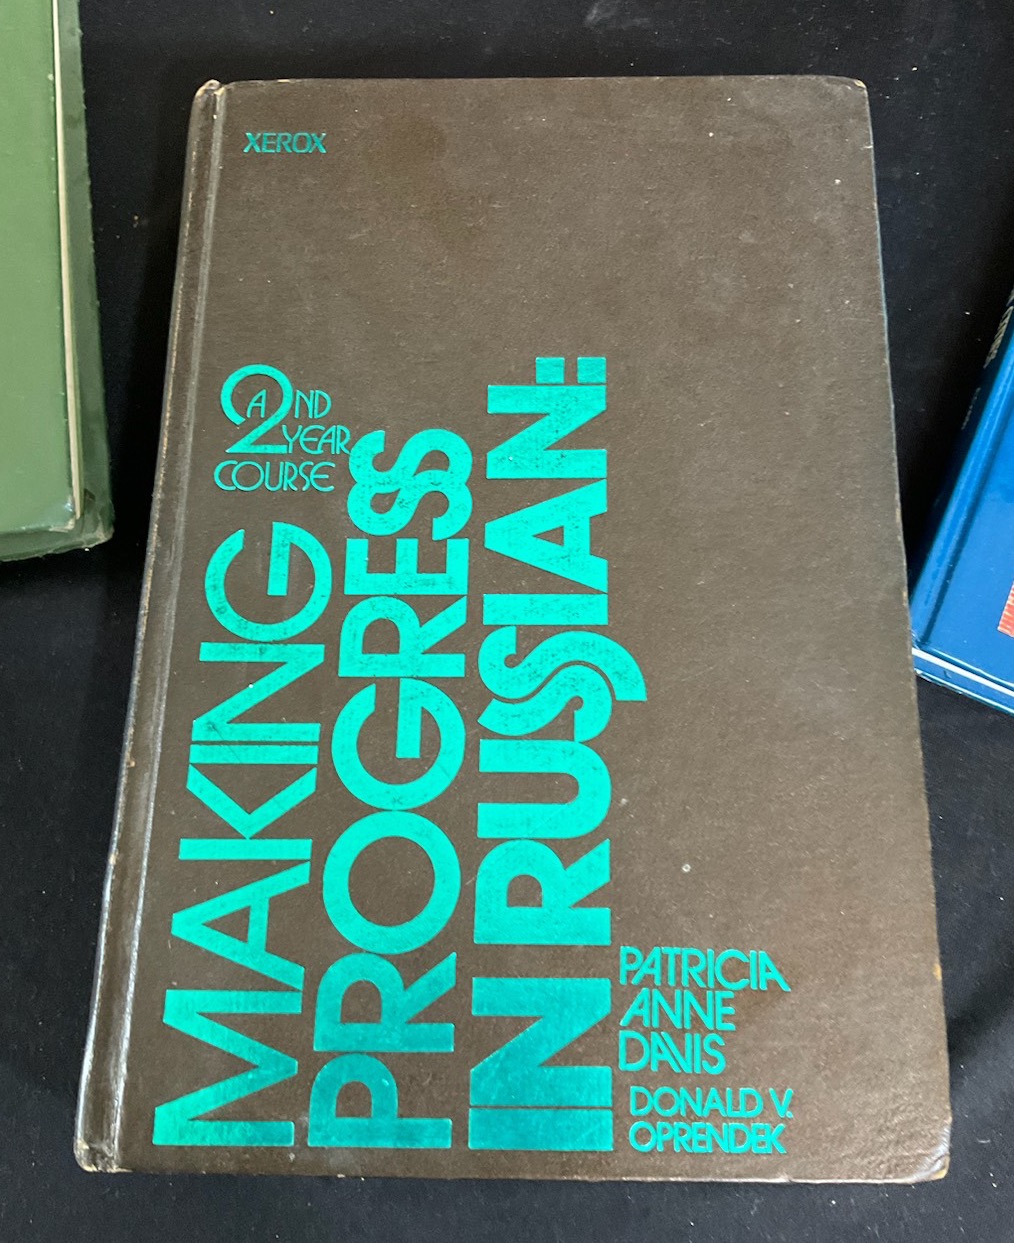 XEROX
A 2ND
YEAR
COURSE
MAKING
PROGRESS
IN RUSSIAN:
PATRICIA
ANNE
DAVIS
DONALD V.
OPRENDEK